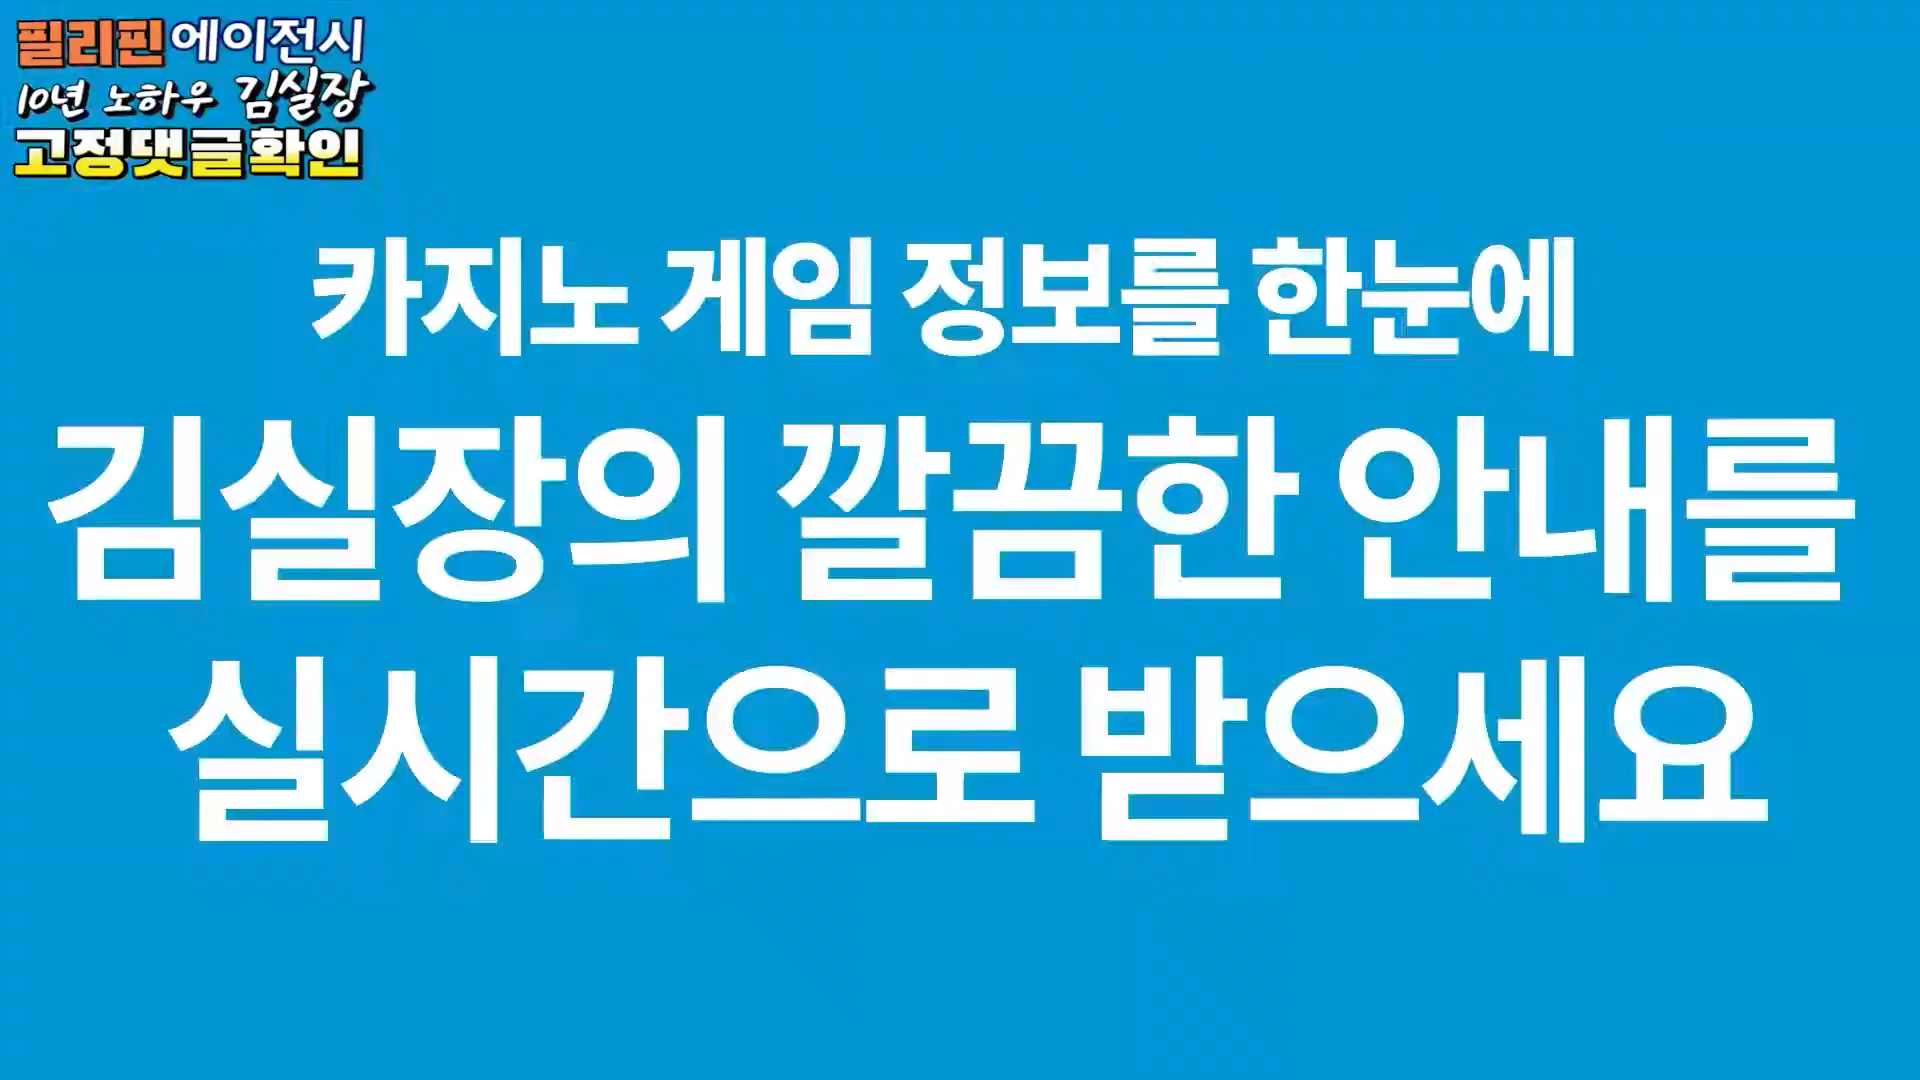 필리핀 에이전시
10년 노하우 김실장
고정댓글확인
카지노 게임 정보를 한눈에
김실장의 깔끔한 안내를
실시간으로 받으세요